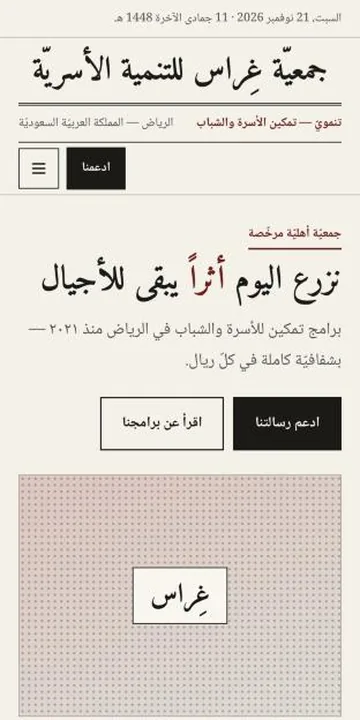 السبت، 21 نوفمبر 2026 · 11 جمادى الآخرة 1448 هـ
جمعيّة غِراس للتنمية الأسريّة
تنمويّ — تمكين الأسرة والشباب الرياض — المملكة العربيّة السعوديّة
ادعمنا
جمعيّة أهليّة مرخّصة
نزرع اليوم أثراً يبقى للأجيال
برامج تمكين للأسرة والشباب في الرياض منذ ٢٠٢١ —
بشفافيّة كاملة في كلّ ريال.
ادعم رسالتنا اقرأ عن برامجنا
غِراس